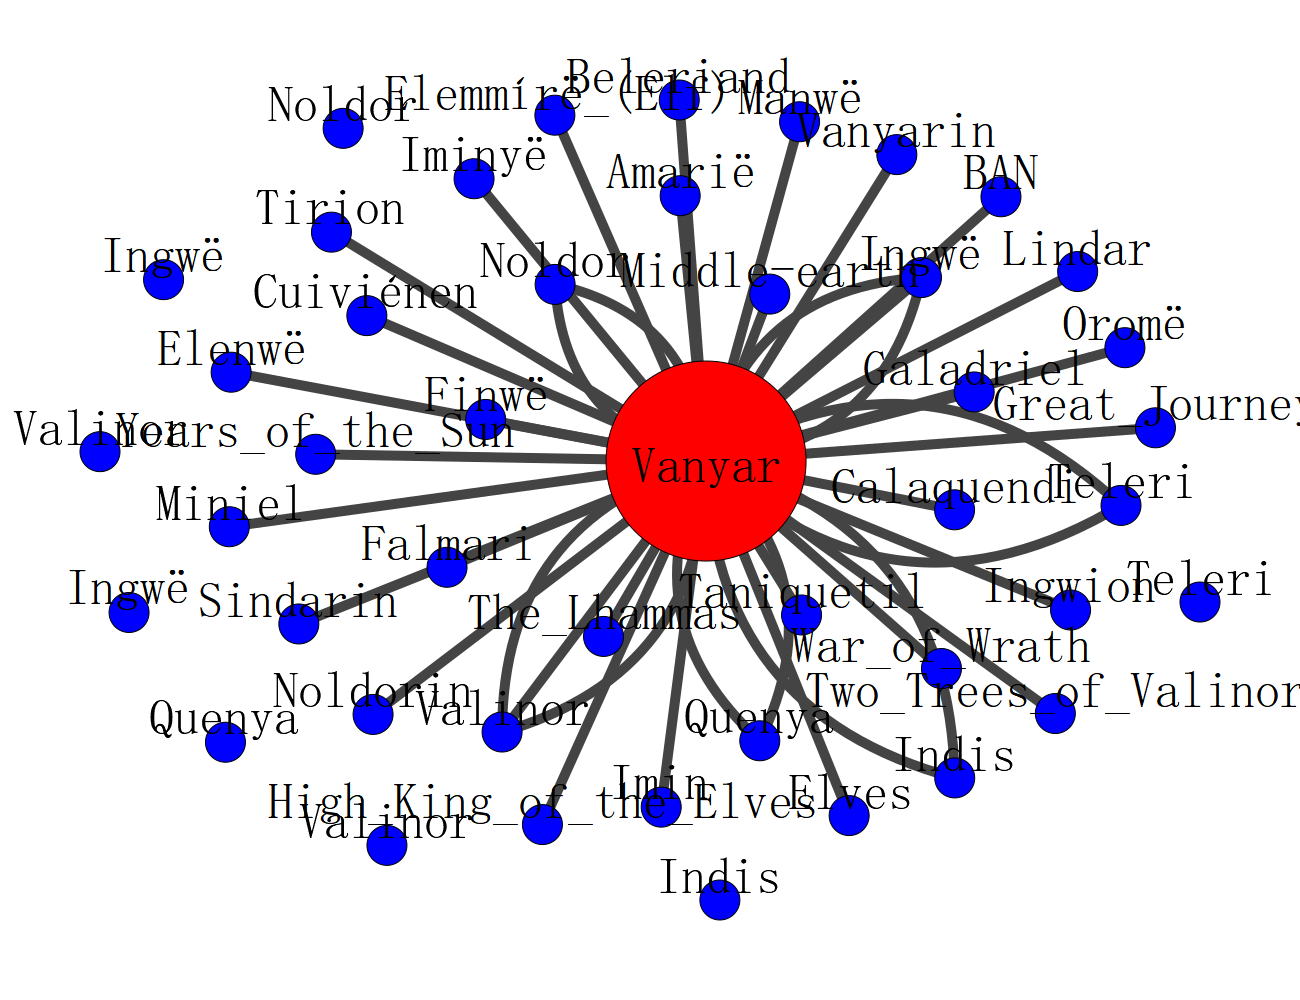 Beleriand
Elemmírë_(Elf)
Manwë
Noldor
Vanyarin
Iminyë
Amarië
BAN
Tirion
Ingwë
Noldor
Middle-earth
Ingwë
Lindar
Cuiviénen
Oromë
Elenwë
Galadriel
Finwë
Great_Journey
Valinor
Years_of_the_Sun
Vanyar
Calaquendi
Teleri
Miniel
Falmari
Ingwë
Sindarin
The_Lhammas
Taniquetil
Ingwion
Teleri
War_of_Wrath
Noldorin
Two_Trees_of_Valinor
Quenya
Valinor
Quenya
Indis
Imin
High_King_of_the_Elves
Elves
Valinor
Indis